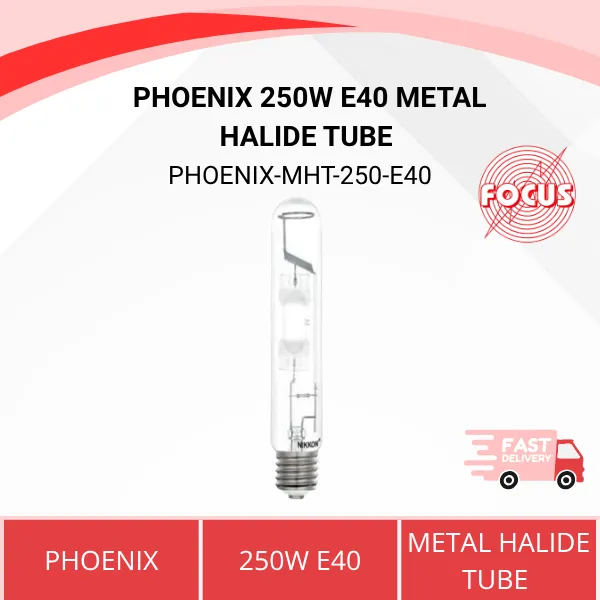 PHOENIX 250W E40 METAL
HALIDE TUBE
PHOENIX-MHT-250-E40
FOCUS
NIKKON
FAST
DELIVERY
PHOENIX
250W E40
METAL HALIDE
TUBE